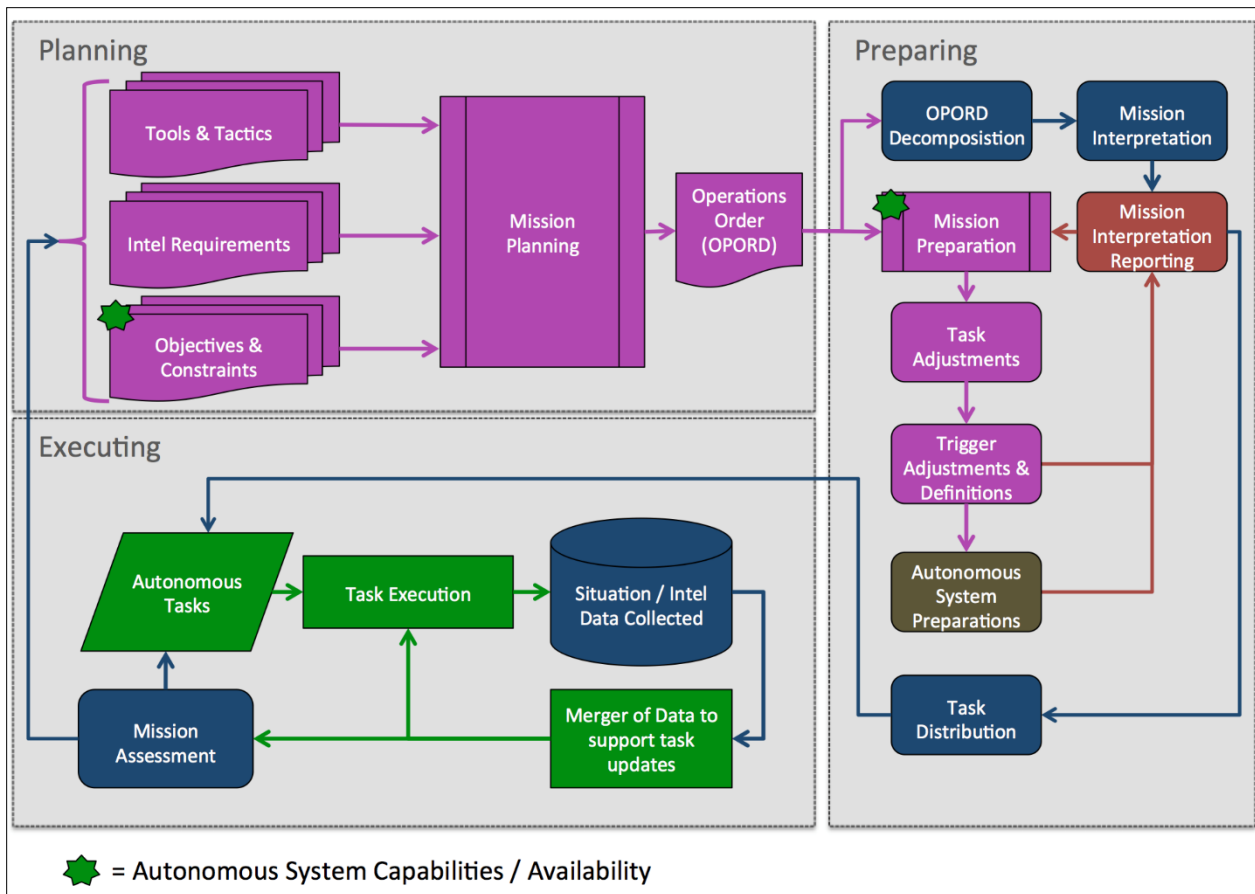 Planning
Tools & Tactics
Intel Requirements
Objectives &
Constraints
Mission
Planning
Operations
Order
(OPORD)
Preparing
OPORD
Decomposistion
Mission
Interpretation
Mission
Preparation
Mission
Interpretation
Reporting
Task
Adjustments
Trigger
Adjustments &
Definitions
Autonomous
System
Preparations
Task
Distribution
Executing
Autonomous
Tasks
Task Execution
Situation / Intel
Data Collected
Mission
Assessment
Merger of Data to
support task
updates
= Autonomous System Capabilities / Availability